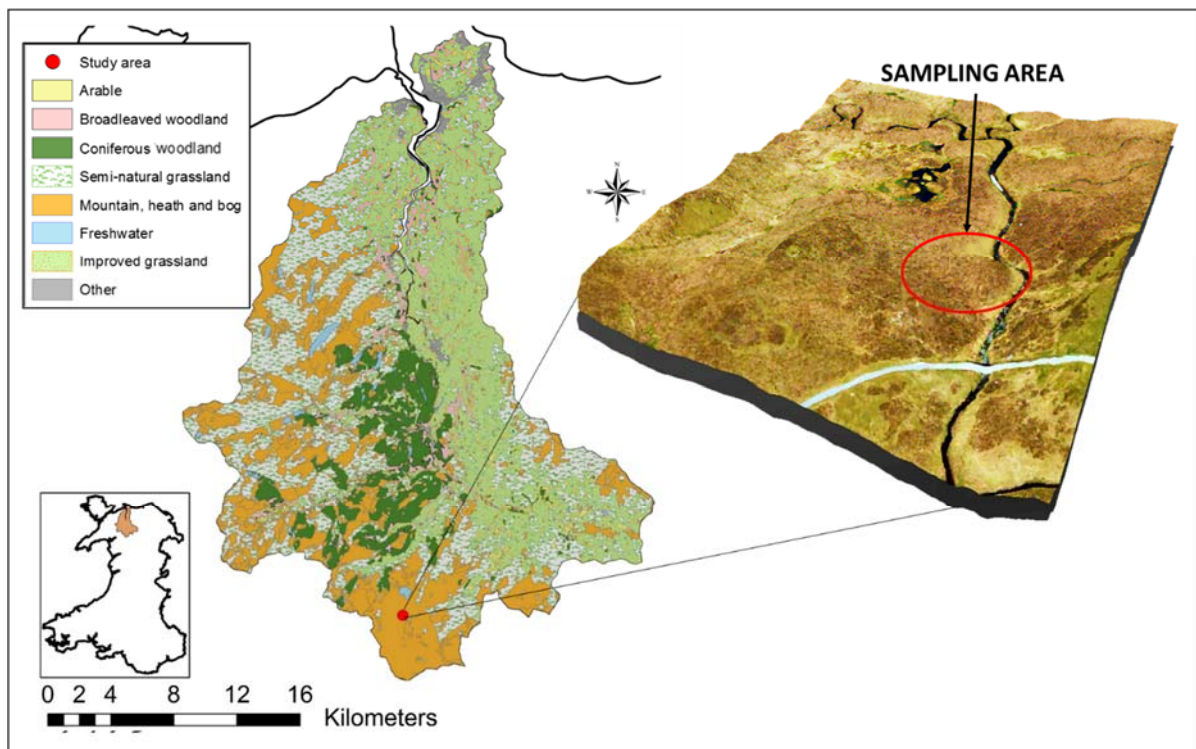 Study area
Arable
Broadleaved woodland
Coniferous woodland
Semi-natural grassland
Mountain, heath and bog
Freshwater
Improved grassland
Other
SAMPLING AREA
N
W E
S
0 2 4 8 12 16
Kilometers